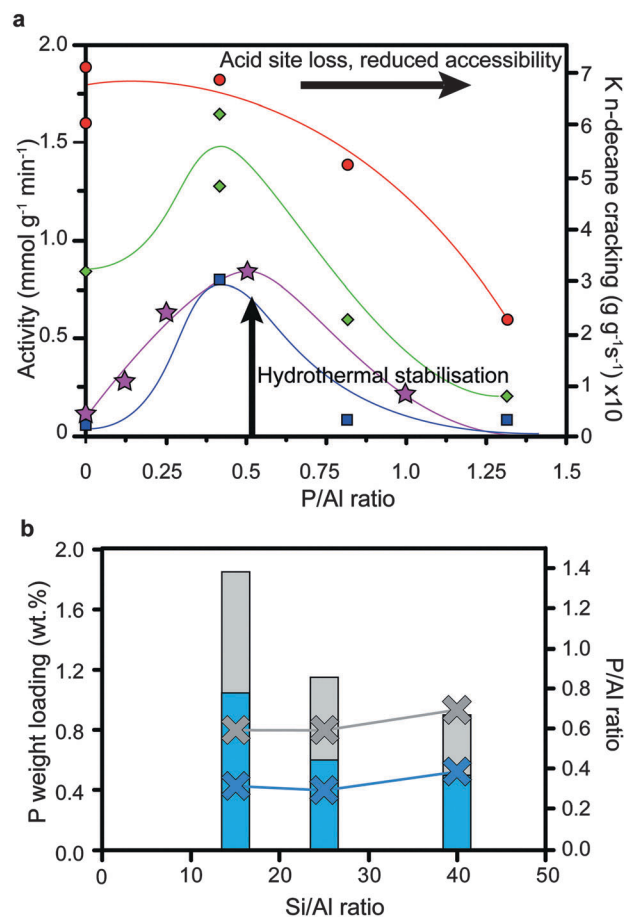 a
Acid site loss, reduced accessibility
Hydrothermal stabilisation
Activity (mmol g⁻¹ min⁻¹)
2.0
1.5
1.0
0.5
0
K n-decane cracking (g g⁻¹s⁻¹) x10
7
6
5
4
3
2
1
0
0 0.25 0.5 0.75 1.0 1.25 1.5
P/Al ratio
b
P weight loading (wt.%)
2.0
1.6
1.2
0.8
0.4
0.0
P/Al ratio
1.4
1.2
1.0
0.8
0.6
0.4
0.2
0.0
0 10 20 30 40 50
Si/Al ratio